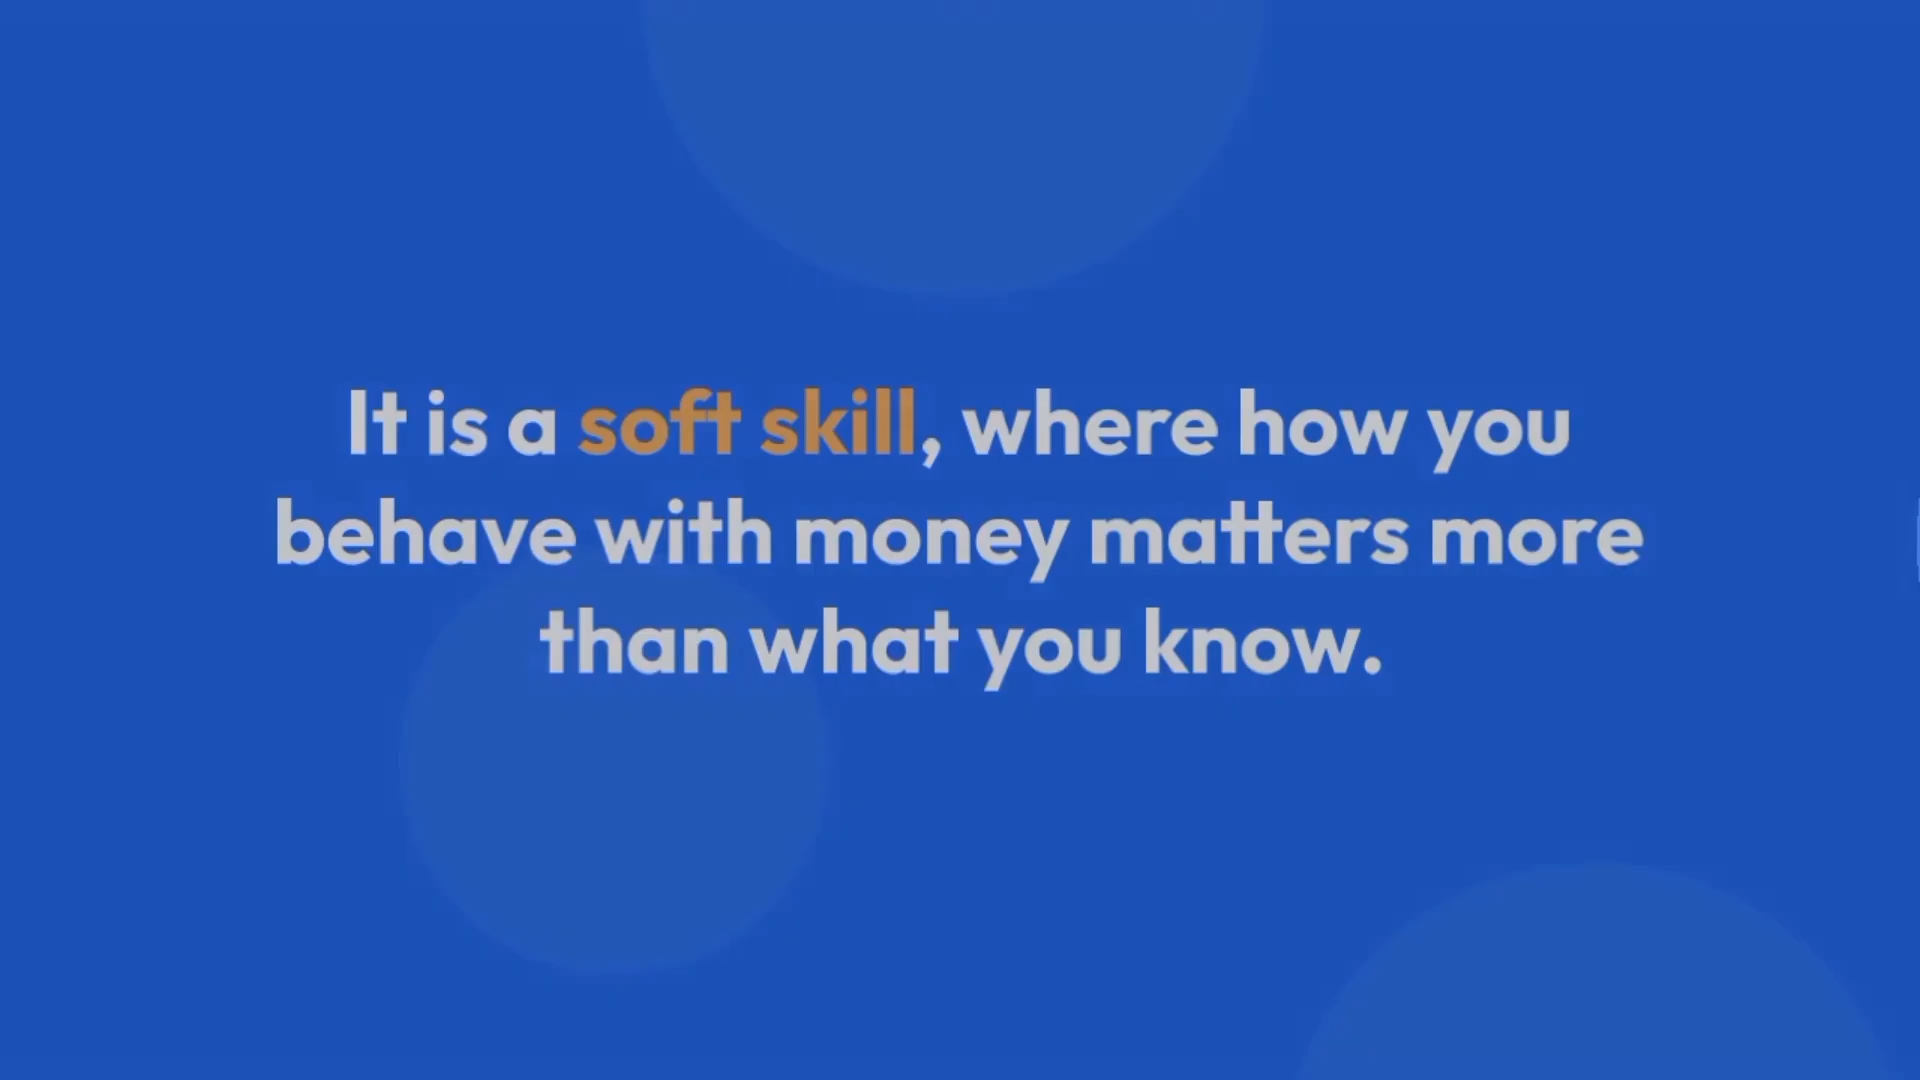 It is a soft skill, where how you
behave with money matters more
than what you know.